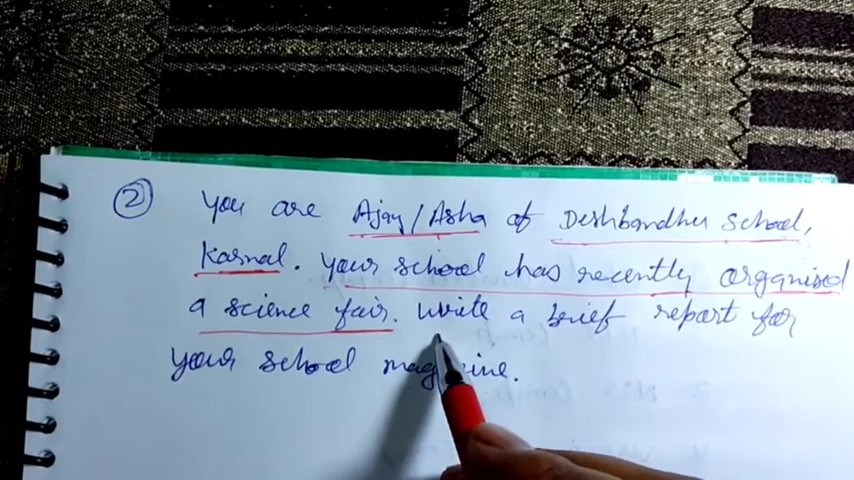 2 You are Ajay/Asha of Deshbandhu School,
Karnal. Your school has recently organised
a science fair. Write a brief report for
your school magazine.